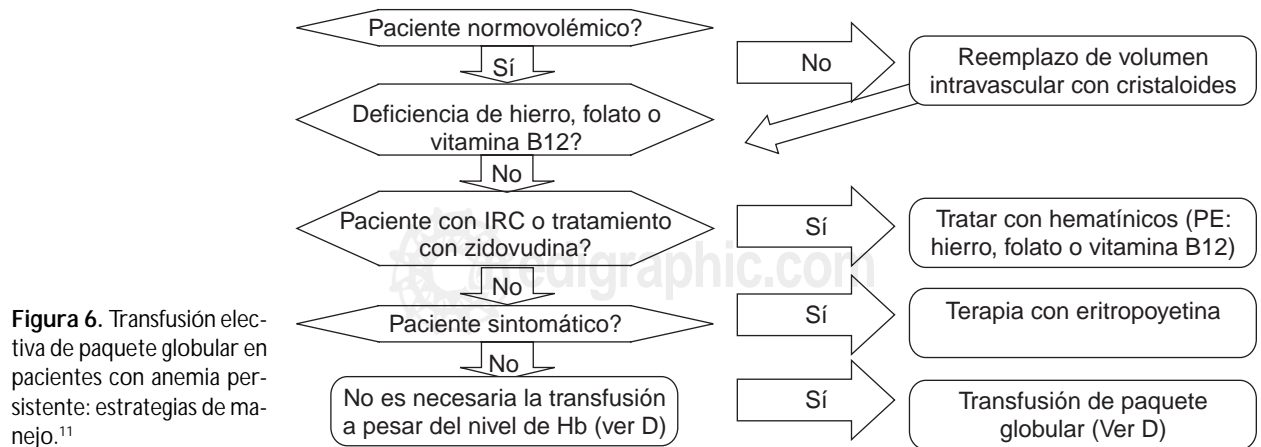 Paciente normovolémico?
Sí
No
Reemplazo de volumen
intravascular con cristaloides
Deficiencia de hierro, folato o
vitamina B12?
No
Paciente con IRC o tratamiento
con zidovudina?
Sí
Tratar con hematínicos (PE:
hierro, folato o vitamina B12)
No
Paciente sintomático?
Sí
Terapia con eritropoyetina
No
No es necesaria la transfusión
a pesar del nivel de Hb (ver D)
Sí
Transfusión de paquete
globular (Ver D)
Figura 6. Transfusión elec-
tiva de paquete globular en
pacientes con anemia per-
sistente: estrategias de ma-
nejo.11
edigraphic.com